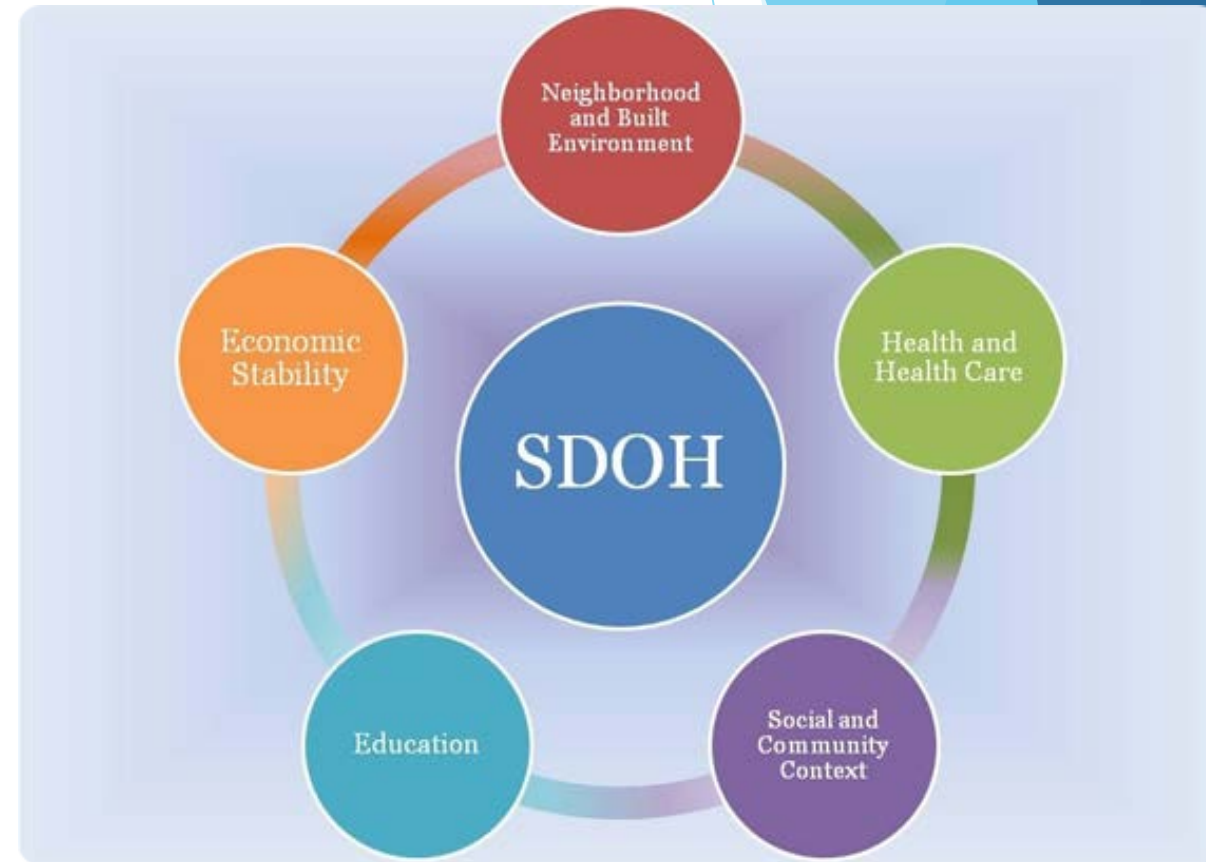 Neighborhood
and Built
Environment
Economic
Stability
Health and
Health Care
SDOH
Education
Social and
Community
Context